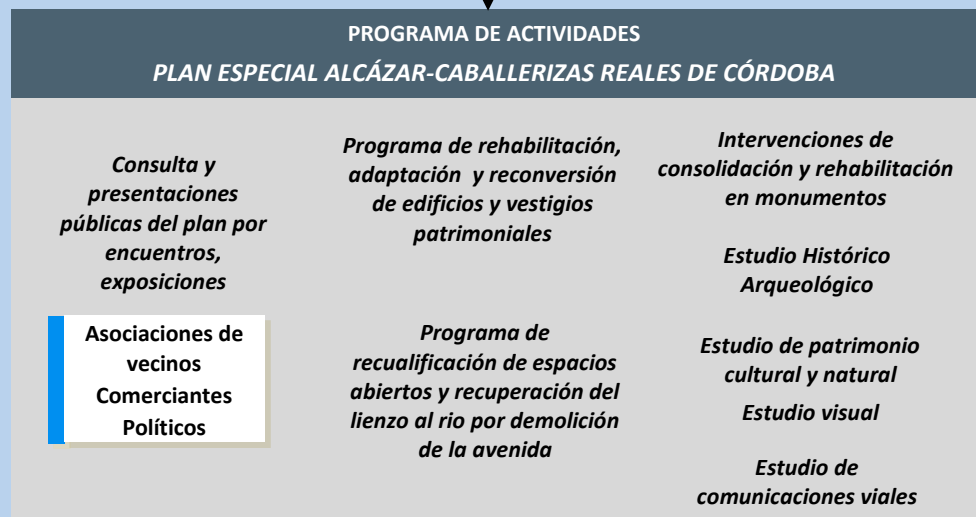 PROGRAMA DE ACTIVIDADES
PLAN ESPECIAL ALCÁZAR-CABALLERIZAS REALES DE CÓRDOBA
Consulta y
presentaciones
públicas del plan por
encuentros,
exposiciones
Asociaciones de
vecinos
Comerciantes
Políticos
Programa de rehabilitación,
adaptación y reconversión
de edificios y vestigios
patrimoniales
Programa de
recualificación de espacios
abiertos y recuperación del
lienzo al rio por demolición
de la avenida
Intervenciones de
consolidación y rehabilitación
en monumentos
Estudio Histórico
Arqueológico
Estudio de patrimonio
cultural y natural
Estudio visual
Estudio de
comunicaciones viales